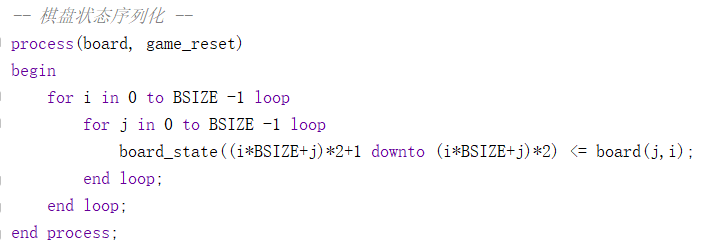 -- 棋盘状态序列化 --
process(board, game_reset)
begin
    for i in 0 to BSIZE -1 loop
        for j in 0 to BSIZE -1 loop
            board_state((i*BSIZE+j)*2+1 downto (i*BSIZE+j)*2) <= board(j,i);
        end loop;
    end loop;
end process;